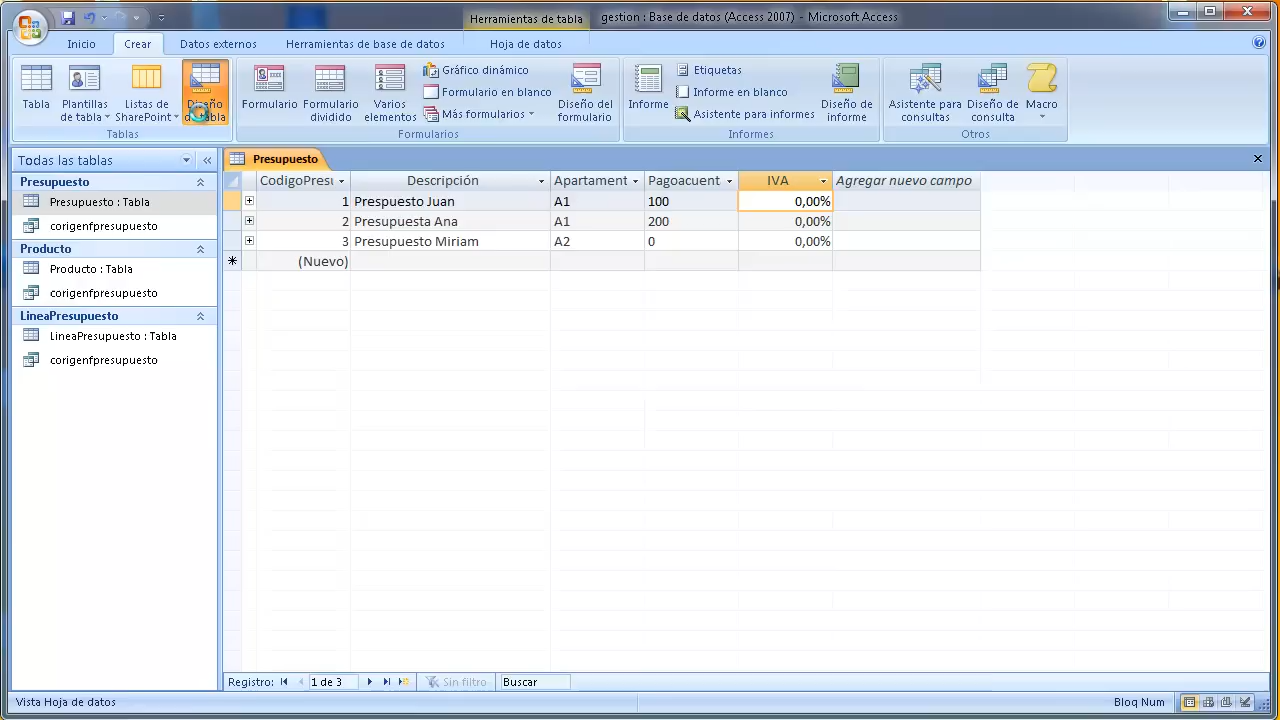 Herramientas de tabla
gestion : Base de datos (Access 2007) - Microsoft Access
Inicio
Crear
Datos externos
Herramientas de base de datos
Hoja de datos
Tabla
Plantillas de tabla
Listas de SharePoint
Diseño de tabla
Tablas
Formulario
Formulario dividido
Varios elementos
Gráfico dinámico
Formulario en blanco
Más formularios
Diseño del formulario
Formularios
Informe
Etiquetas
Informe en blanco
Asistente para informes
Diseño de informe
Informes
Asistente para consultas
Diseño de consulta
Macro
Otros
Todas las tablas
Presupuesto
Presupuesto : Tabla
corigenfpresupuesto
Producto
Producto : Tabla
corigenfpresupuesto
LineaPresupuesto
LineaPresupuesto : Tabla
corigenfpresupuesto
Presupuesto
CodigoPresu Descripción Apartament Pagoacuent IVA Agregar nuevo campo
1 Prespuesto Juan A1 100 0,00%
2 Presupuesta Ana A1 200 0,00%
3 Presupuesto Miriam A2 0 0,00%
(Nuevo)
Registro: 1 de 3 Sin filtro Buscar
Vista Hoja de datos
Bloq Num